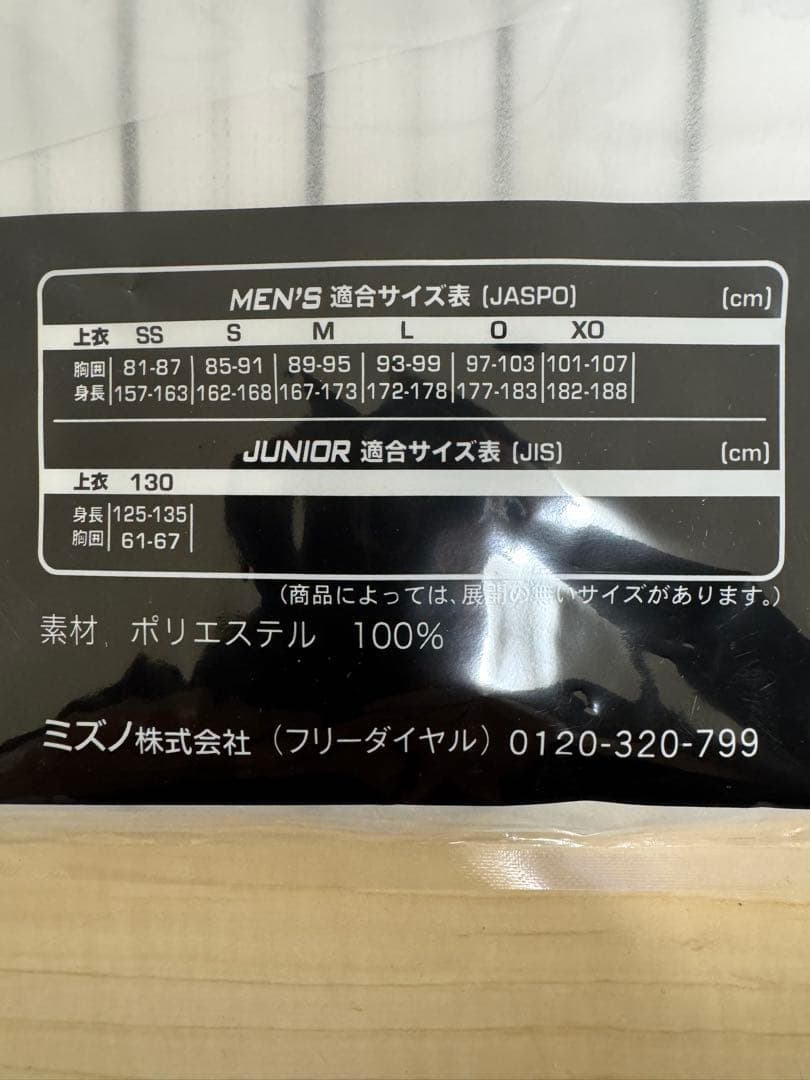 MEN'S 適合サイズ表 [JASPO] [cm]
上衣 SS S M L O XO
胸囲 81-87 85-91 89-95 93-99 97-103 101-107
身長 157-163 162-168 167-173 172-178 177-183 182-188
JUNIOR 適合サイズ表 [JIS] [cm]
上衣 130
身長 125-135
胸囲 61-67
(商品によっては、展開の無いサイズがあります。)
素材 ポリエステル 100%
ミズノ株式会社 (フリーダイヤル) 0120-320-799